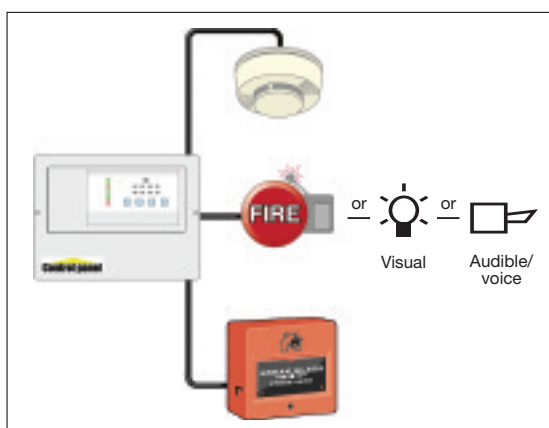 FIRE
or
or
Visual
Audible/
voice
Control panel